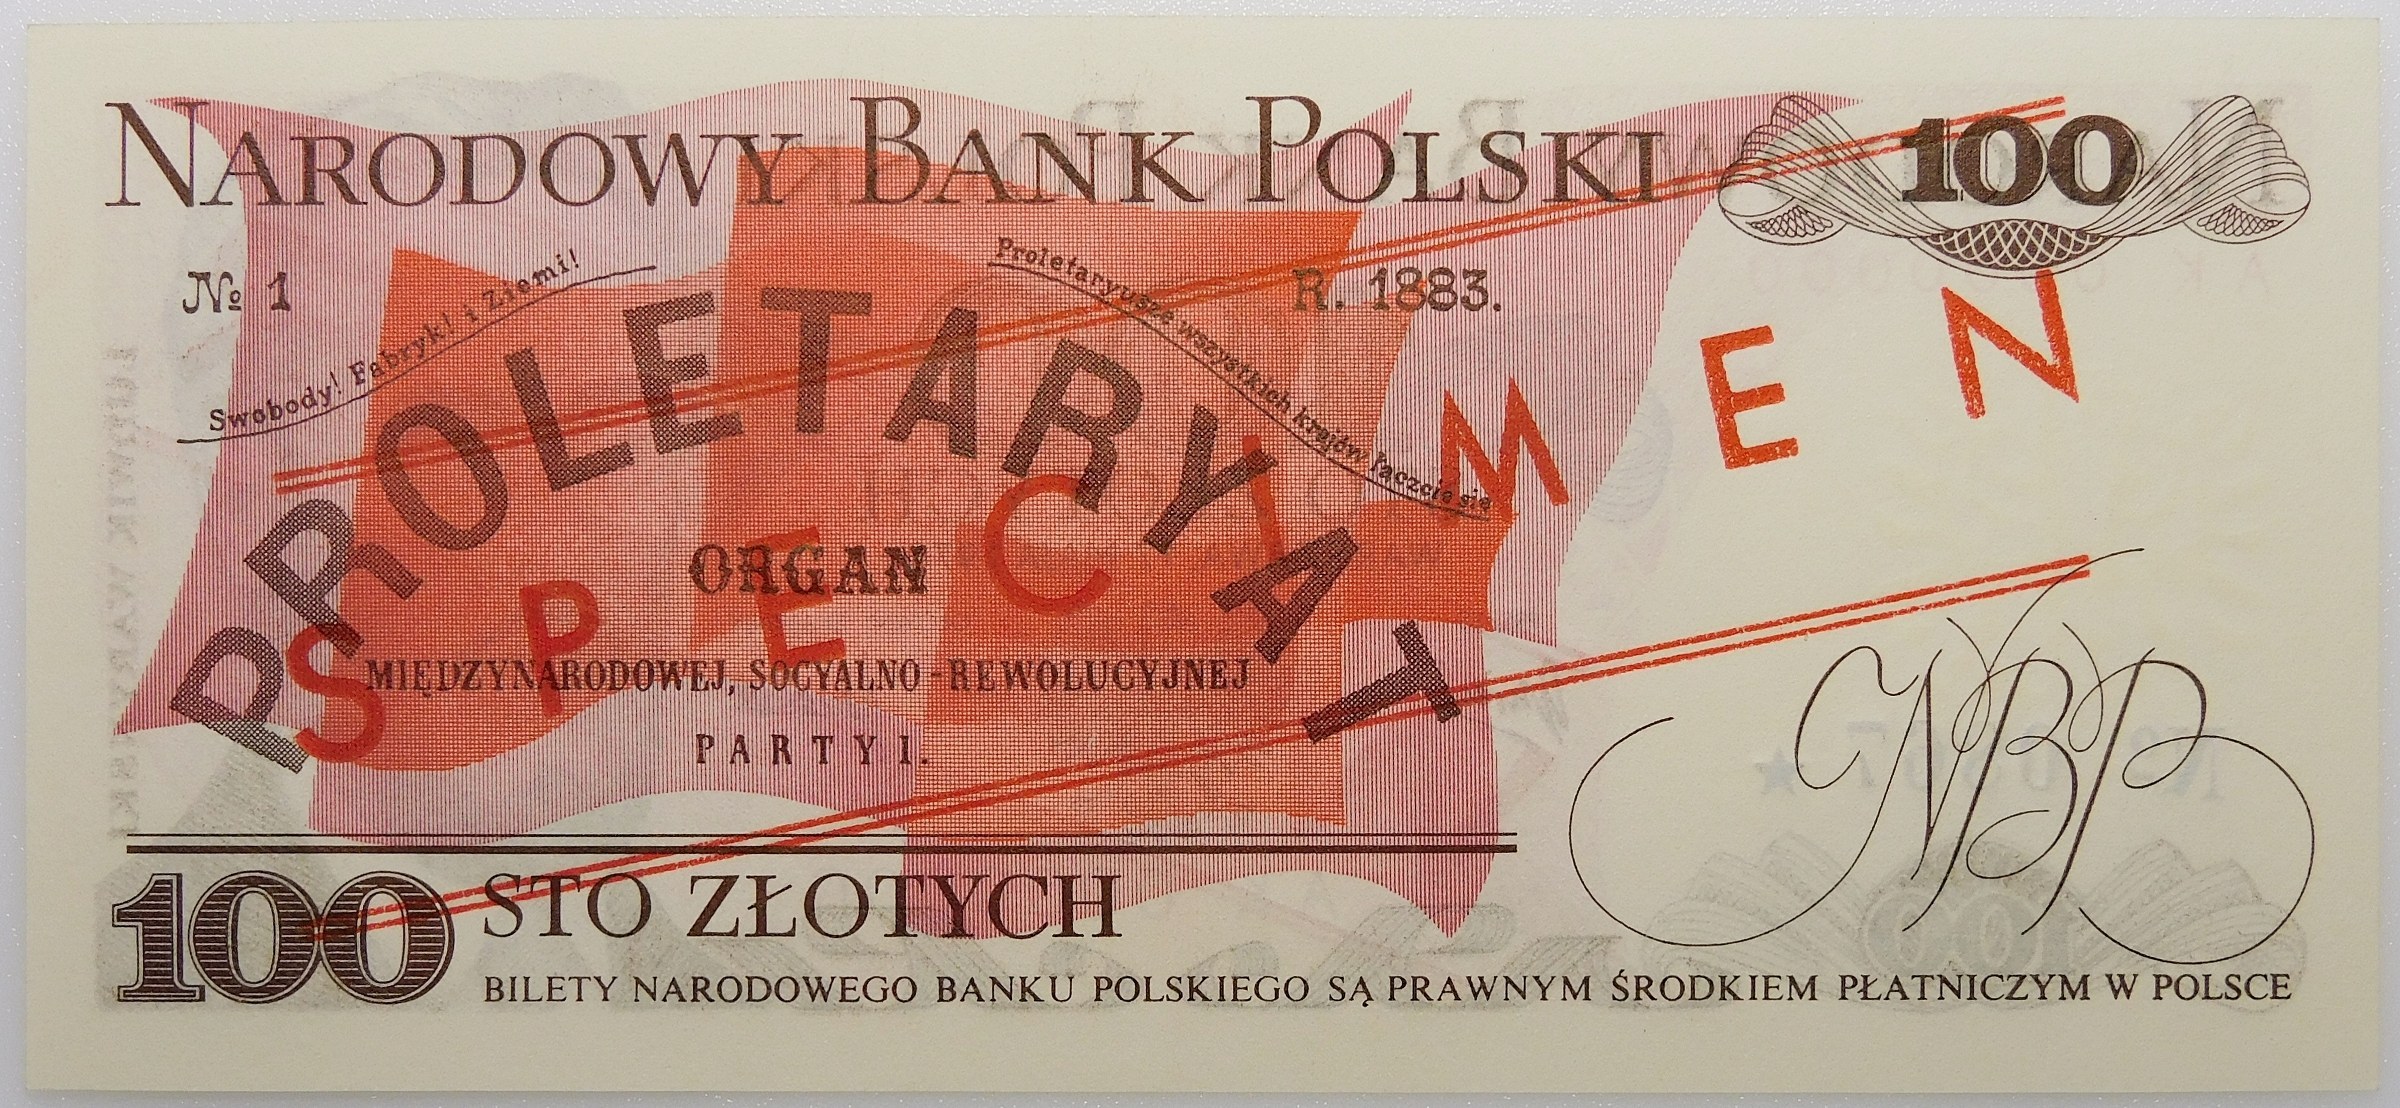 NARODOWY BANK POLSKI
100
№ 1
Swobody! Fabryk! i Ziemi!
Proletaryusze wszystkich krajów łączcie się
R. 1883.
PROLETARYAT
SPECIMEN
ORGAN
MIĘDZYNARODOWEJ, SOCYALNO-REWOLUCYJNEJ
PARTYI.
NBP
100
STO ZŁOTYCH
BILETY NARODOWEGO BANKU POLSKIEGO SĄ PRAWNYM ŚRODKIEM PŁATNICZYM W POLSCE